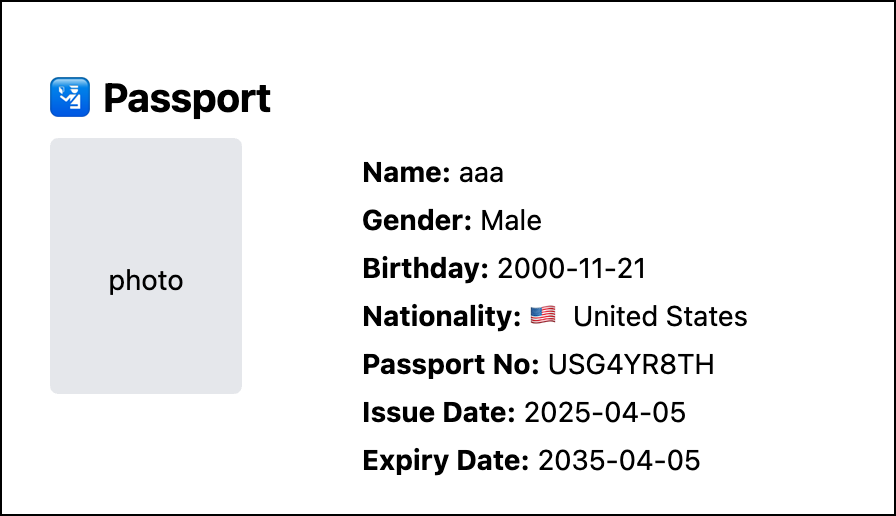 🛂 Passport
photo
Name: aaa
Gender: Male
Birthday: 2000-11-21
Nationality: 🇺🇸 United States
Passport No: USG4YR8TH
Issue Date: 2025-04-05
Expiry Date: 2035-04-05